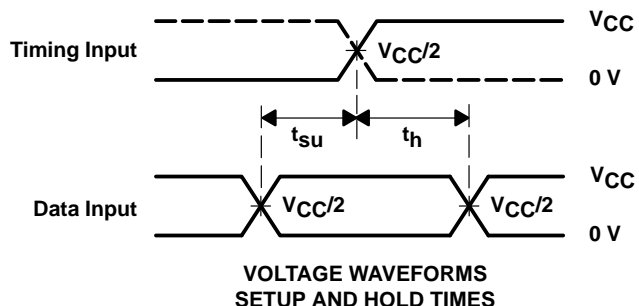 VCC
Timing Input
VCC/2
0 V
tsu
th
VCC
Data Input
VCC/2
VCC/2
0 V
VOLTAGE WAVEFORMS
SETUP AND HOLD TIMES